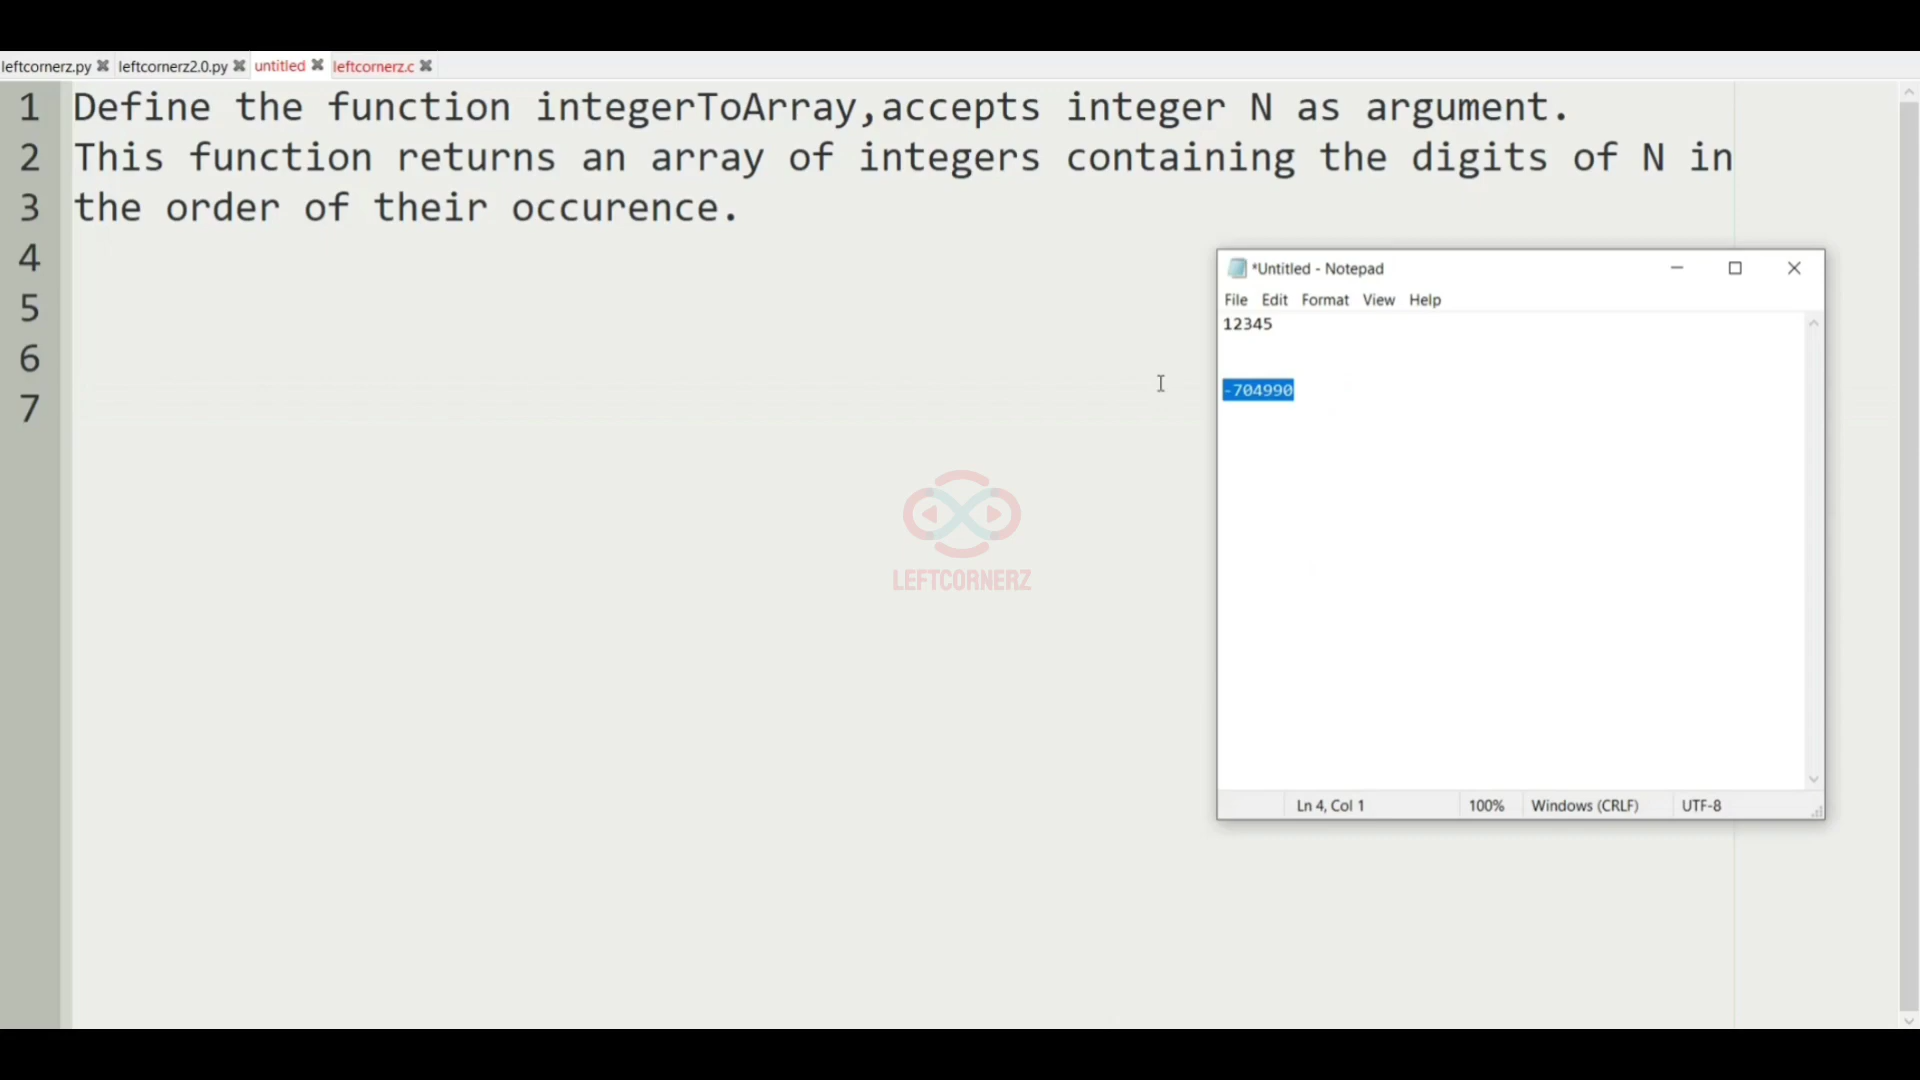 leftcornerz.py leftcornerz2.0.py untitled leftcornerz.c
1 Define the function integerToArray,accepts integer N as argument.
2 This function returns an array of integers containing the digits of N in
3 the order of their occurence.
4
5
6
7
*Untitled - Notepad
File Edit Format View Help
12345
-704990
Ln 4, Col 1 100% Windows (CRLF) UTF-8
LEFTCORNERZ